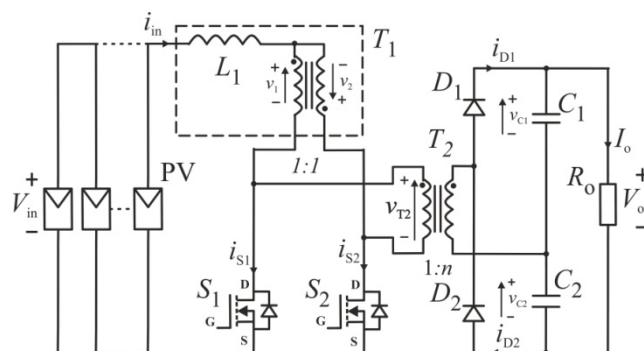 i_in
T_1
L_1
+
-
v_1
-
+
v_2
i_D1
D_1
+
-
v_C1
C_1
1:1
T_2
I_o
PV
+
V_in
-
+
v_T2
-
R_o
+
V_o
-
i_S1
i_S2
1:n
D_2
+
-
v_C2
C_2
S_1
D
G
S
S_2
D
G
S
i_D2